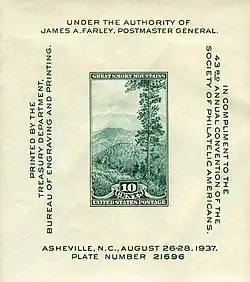 UNDER THE AUTHORITY OF
JAMES A. FARLEY, POSTMASTER GENERAL.
PRINTED BY THE
TREASURY DEPARTMENT,
BUREAU OF ENGRAVING AND PRINTING.
GREAT SMOKY MOUNTAINS
10
CENTS
UNITED STATES POSTAGE
IN COMPLIMENT TO THE
43RD ANNUAL CONVENTION OF THE
SOCIETY OF PHILATELIC AMERICANS.
ASHEVILLE, N.C., AUGUST 26-28, 1937.
PLATE NUMBER 21696